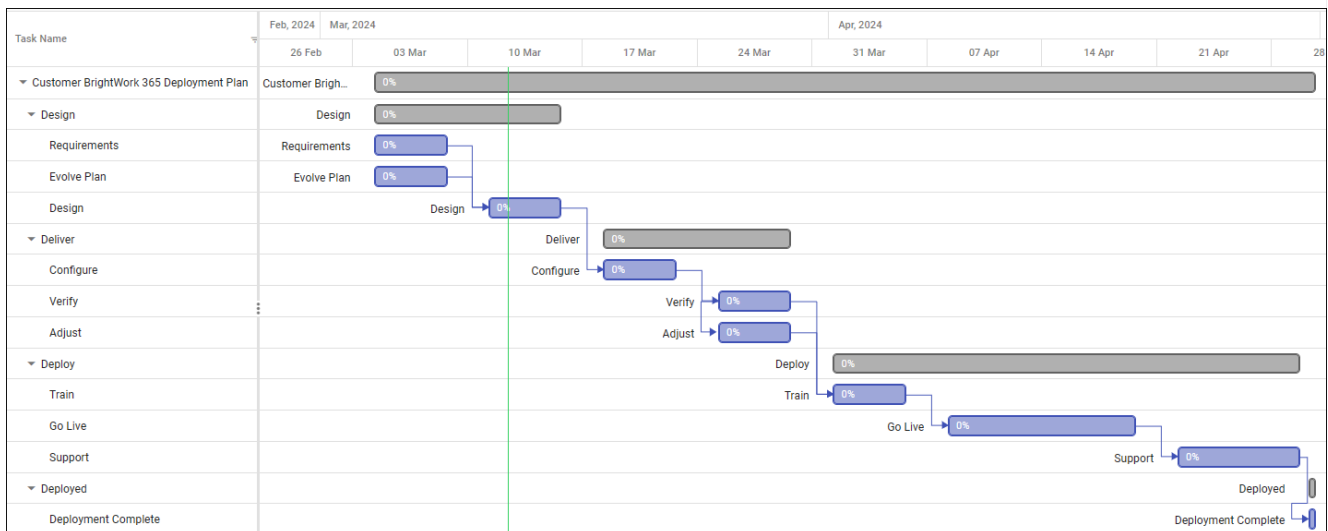 Task Name
Feb, 2024 Mar, 2024 Apr, 2024
26 Feb 03 Mar 10 Mar 17 Mar 24 Mar 31 Mar 07 Apr 14 Apr 21 Apr 28
Customer BrightWork 365 Deployment Plan Customer Brigh... 0%
Design Design 0%
Requirements Requirements 0%
Evolve Plan Evolve Plan 0%
Design Design 0%
Deliver Deliver 0%
Configure Configure 0%
Verify Verify 0%
Adjust Adjust 0%
Deploy Deploy 0%
Train Train 0%
Go Live Go Live 0%
Support Support 0%
Deployed Deployed
Deployment Complete Deployment Complete